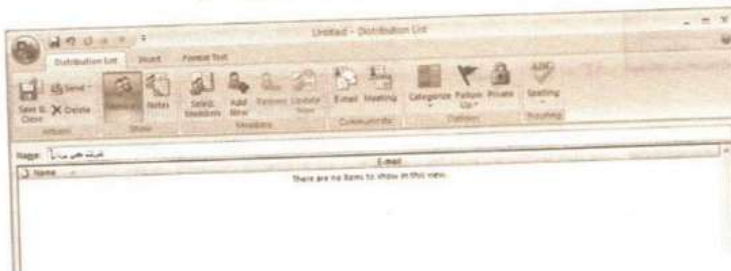 Untitled - Distribution List
Distribution List Insert Format Text
Save & Close
Send
Delete
Actions
Notes
Show
Select Members
Add New
Remove
Update Now
Members
E-mail
Meeting
Communicate
Categorize
Follow Up
Private
Options
Spelling
Proofing
Name:
Name E-mail
There are no items to show in this view.